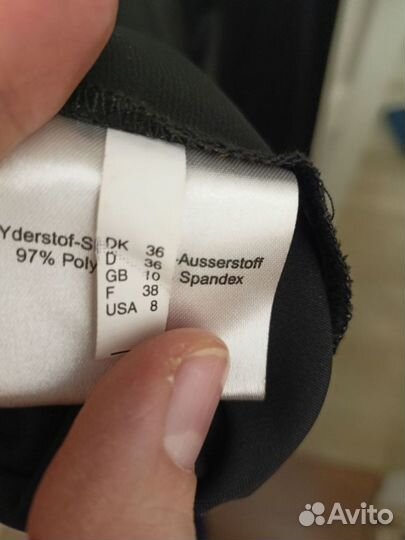 Yderstof-S
97% Poly
DK 36
D 36
GB 10
F 38
USA 8
-Ausserstoff
Spandex
Avito